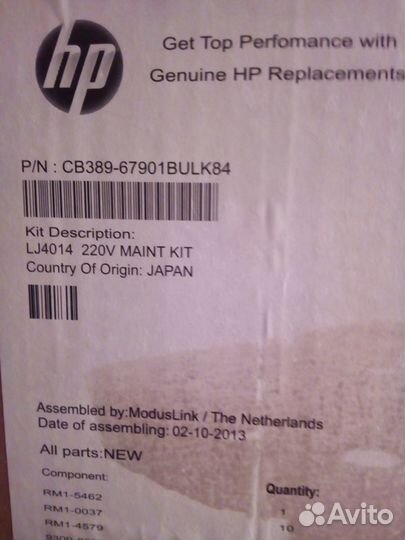 hp
Get Top Perfomance with
Genuine HP Replacements
P/N : CB389-67901BULK84
Kit Description:
LJ4014 220V MAINT KIT
Country Of Origin: JAPAN
Assembled by:ModusLink / The Netherlands
Date of assembling: 02-10-2013
All parts:NEW
Component: Quantity:
RM1-5462 1
RM1-0037 10
RM1-4579
Avito